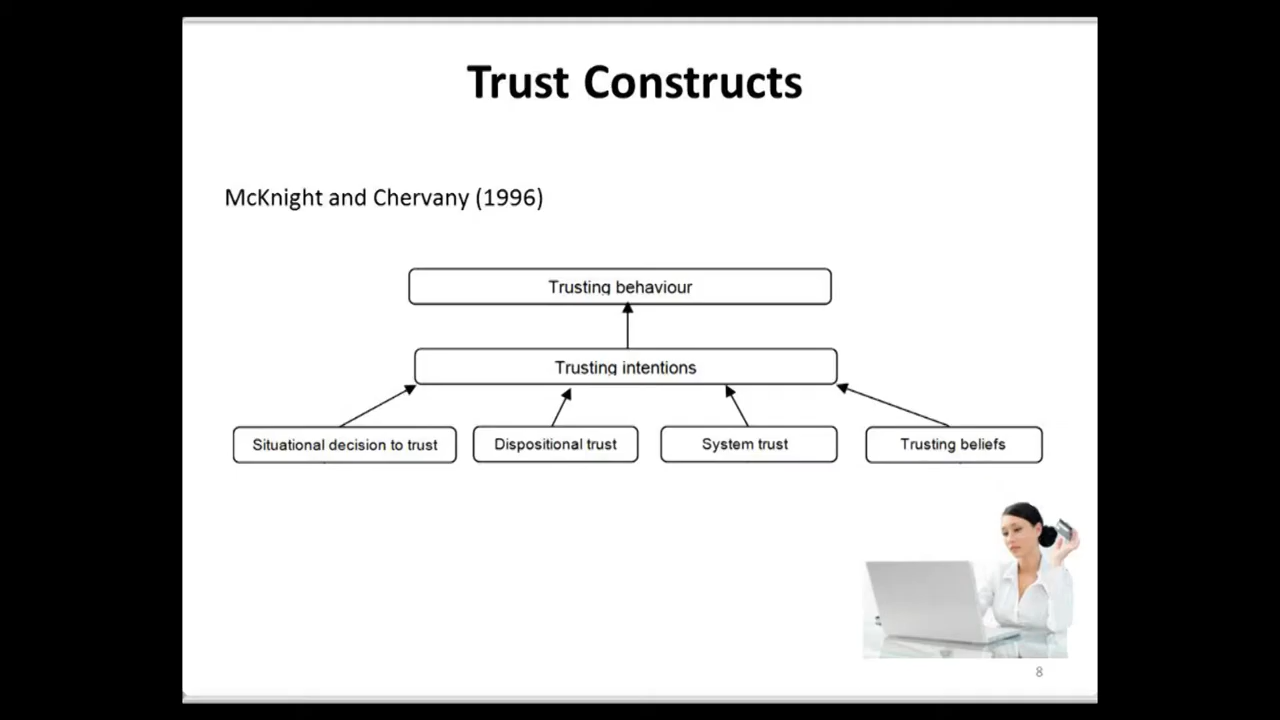 Trust Constructs
McKnight and Chervany (1996)
Trusting behaviour
Trusting intentions
Situational decision to trust
Dispositional trust
System trust
Trusting beliefs
8